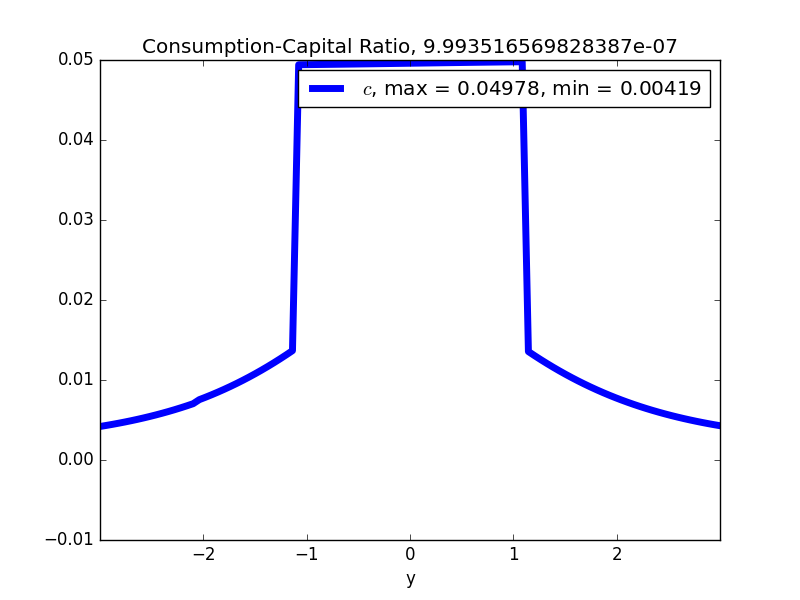 Consumption-Capital Ratio, 9.993516569828387e-07
0.05
c, max = 0.04978, min = 0.00419
0.04
0.03
0.02
0.01
0.00
−0.01
−2 −1 0 1 2
y